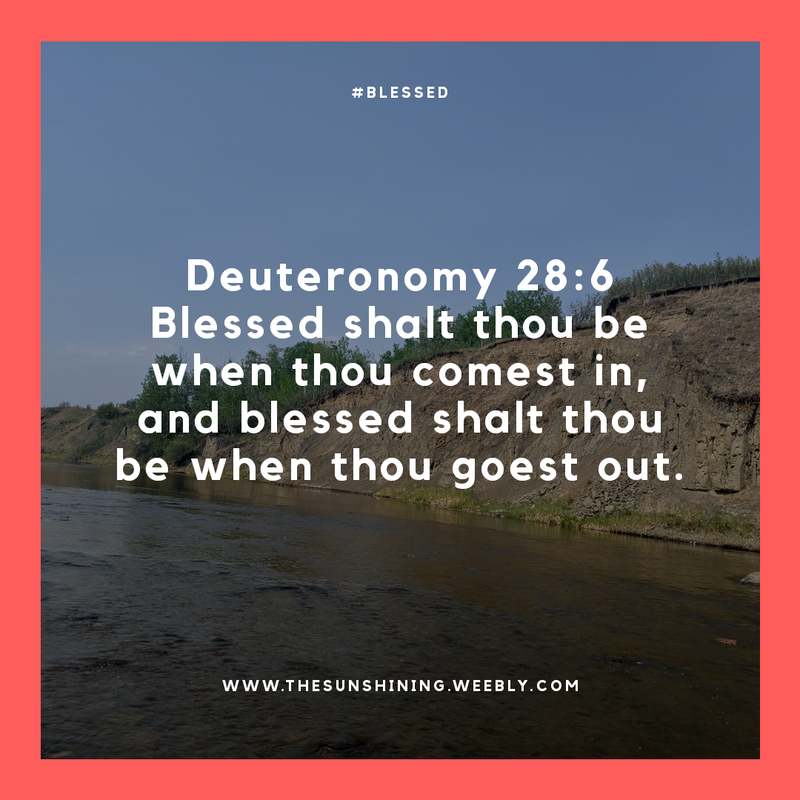 #BLESSED
Deuteronomy 28:6
Blessed shalt thou be
when thou comest in,
and blessed shalt thou
be when thou goest out.
WWW.THESUNSHINING.WEEBLY.COM